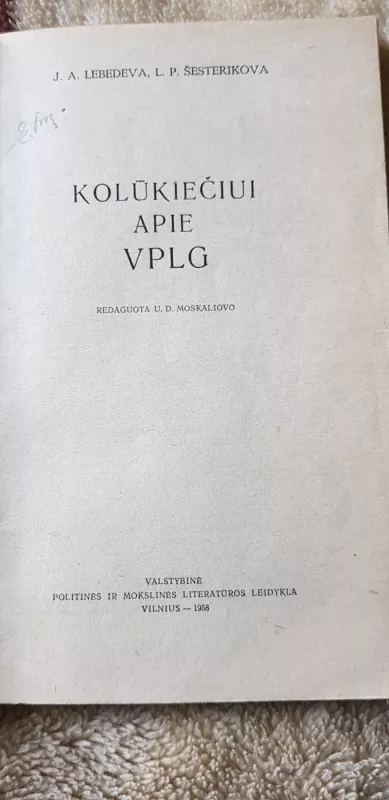 J. A. LEBEDEVA, L. P. ŠESTERIKOVA
KOLŪKIEČIUI
APIE
VPLG
REDAGUOTA U. D. MOSKALIOVO
VALSTYBINĖ
POLITINĖS IR MOKSLINĖS LITERATŪROS LEIDYKLA
VILNIUS — 1958